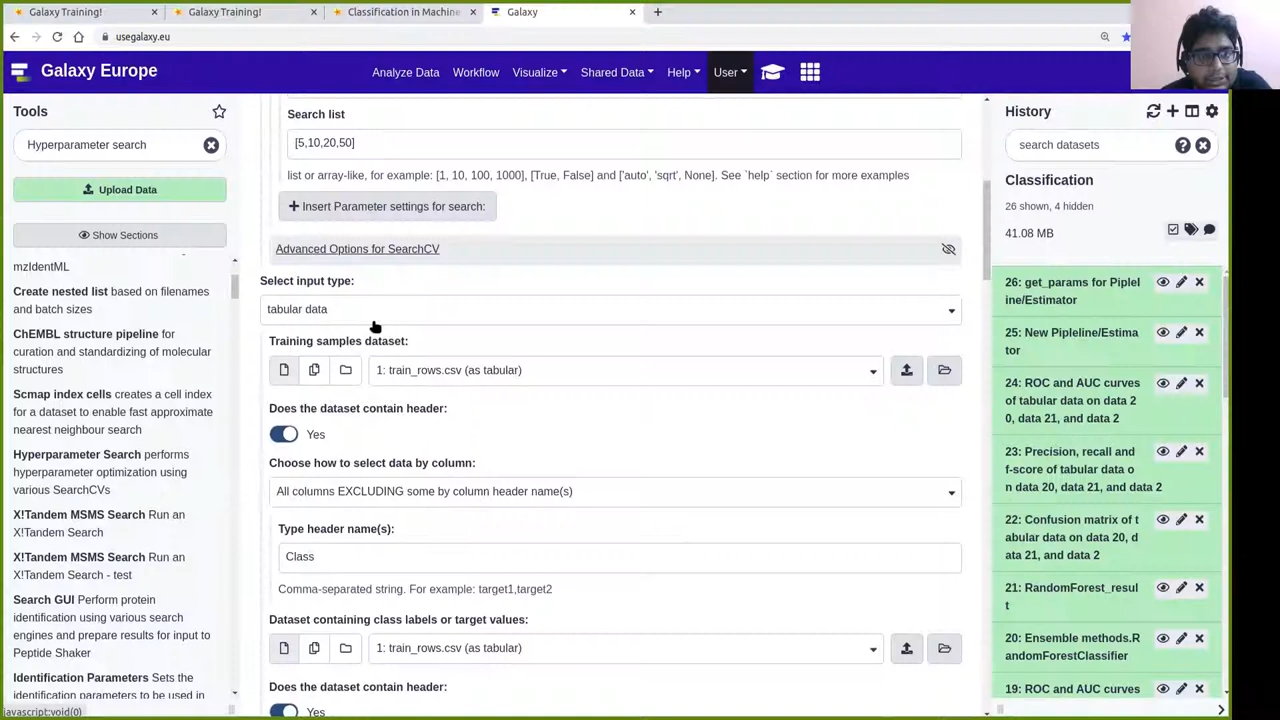 Galaxy Training!
Galaxy Training!
Classification in Machine
Galaxy
usegalaxy.eu
Galaxy Europe
Analyze Data
Workflow
Visualize
Shared Data
Help
User
Tools
Hyperparameter search
Upload Data
Show Sections
mzIdentML
Create nested list based on filenames
and batch sizes
ChEMBL structure pipeline for
curation and standardizing of molecular
structures
Scmap index cells creates a cell index
for a dataset to enable fast approximate
nearest neighbour search
Hyperparameter Search performs
hyperparameter optimization using
various SearchCVs
X!Tandem MSMS Search Run an
X!Tandem Search
X!Tandem MSMS Search Run an
X!Tandem Search - test
Search GUI Perform protein
identification using various search
engines and prepare results for input to
Peptide Shaker
Identification Parameters Sets the
identification parameters to be used in
javascript:void(0)
Search list
[5,10,20,50]
list or array-like, for example: [1, 10, 100, 1000], [True, False] and ['auto', 'sqrt', None]. See `help` section for more examples
Insert Parameter settings for search:
Advanced Options for SearchCV
Select input type:
tabular data
Training samples dataset:
1: train_rows.csv (as tabular)
Does the dataset contain header:
Yes
Choose how to select data by column:
All columns EXCLUDING some by column header name(s)
Type header name(s):
Class
Comma-separated string. For example: target1,target2
Dataset containing class labels or target values:
1: train_rows.csv (as tabular)
Does the dataset contain header:
Yes
History
search datasets
Classification
26 shown, 4 hidden
41.08 MB
26: get_params for Pipel
ine/Estimator
25: New Pipleline/Estima
tor
24: ROC and AUC curves
of tabular data on data 2
0, data 21, and data 2
23: Precision, recall and
f-score of tabular data o
n data 20, data 21, and data 2
22: Confusion matrix of t
abular data on data 20, d
ata 21, and data 2
21: RandomForest_resul
t
20: Ensemble methods.R
andomForestClassifier
19: ROC and AUC curves